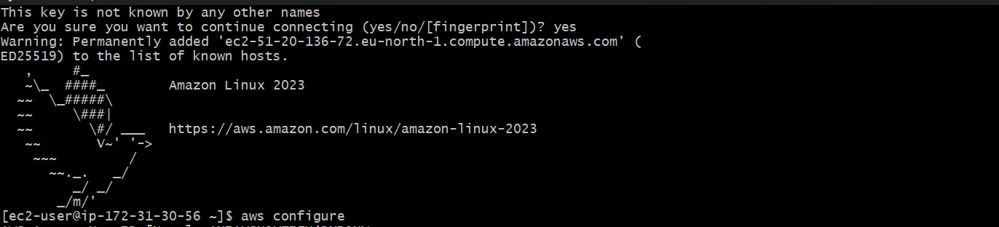 This key is not known by any other names
Are you sure you want to continue connecting (yes/no/[fingerprint])? yes
Warning: Permanently added 'ec2-51-20-136-72.eu-north-1.compute.amazonaws.com' (
ED25519) to the list of known hosts.
   ,     #_
   ~\_  ####_        Amazon Linux 2023
  ~~  \_#####\
  ~~     \###|
  ~~       \#/ ___   https://aws.amazon.com/linux/amazon-linux-2023
   ~~       V~' '->
    ~~~         /
      ~~._.   _/
         _/ _/
       _/m/'
[ec2-user@ip-172-31-30-56 ~]$ aws configure